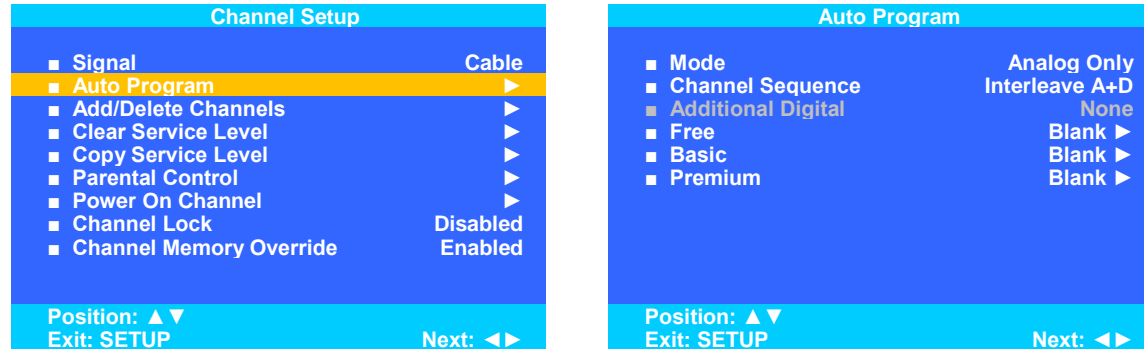 Channel Setup
■ Signal Cable
■ Auto Program ►
■ Add/Delete Channels ►
■ Clear Service Level ►
■ Copy Service Level ►
■ Parental Control ►
■ Power On Channel ►
■ Channel Lock Disabled
■ Channel Memory Override Enabled
Position: ▲▼
Exit: SETUP Next: ◄►
Auto Program
■ Mode Analog Only
■ Channel Sequence Interleave A+D
■ Additional Digital None
■ Free Blank ►
■ Basic Blank ►
■ Premium Blank ►
Position: ▲▼
Exit: SETUP Next: ◄►